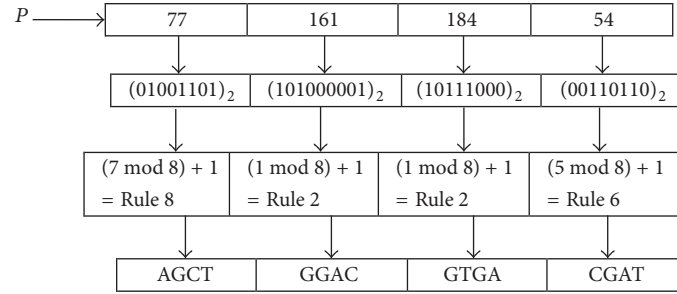 P 77 161 184 54
(01001101)₂ (101000001)₂ (10111000)₂ (00110110)₂
(7 mod 8) + 1 (1 mod 8) + 1 (1 mod 8) + 1 (5 mod 8) + 1
= Rule 8 = Rule 2 = Rule 2 = Rule 6
AGCT GGAC GTGA CGAT